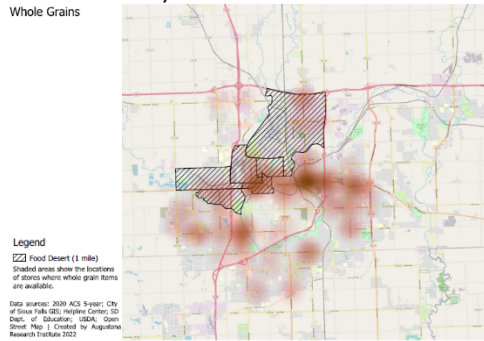 Whole Grains
Legend
Food Desert (1 mile)
Shaded areas show the locations
of stores where whole grain items
are available.
Data sources: 2020 ACS 5-year; City
of Sioux Falls GIS; Helpline Center; SD
Dept. of Education; USDA; Open
Street Map | Created by Augustana
Research Institute 2022